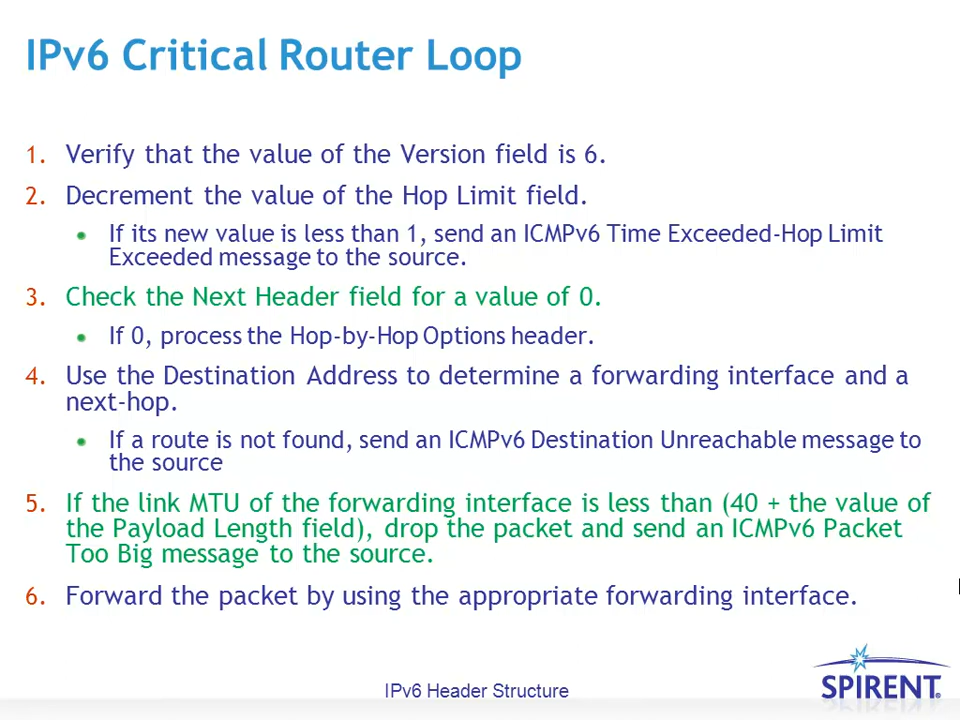 IPv6 Critical Router Loop
1. Verify that the value of the Version field is 6.
2. Decrement the value of the Hop Limit field.
If its new value is less than 1, send an ICMPv6 Time Exceeded-Hop Limit
Exceeded message to the source.
3. Check the Next Header field for a value of 0.
If 0, process the Hop-by-Hop Options header.
4. Use the Destination Address to determine a forwarding interface and a
next-hop.
If a route is not found, send an ICMPv6 Destination Unreachable message to
the source
5. If the link MTU of the forwarding interface is less than (40 + the value of
the Payload Length field), drop the packet and send an ICMPv6 Packet
Too Big message to the source.
6. Forward the packet by using the appropriate forwarding interface.
IPv6 Header Structure
SPIRENT®